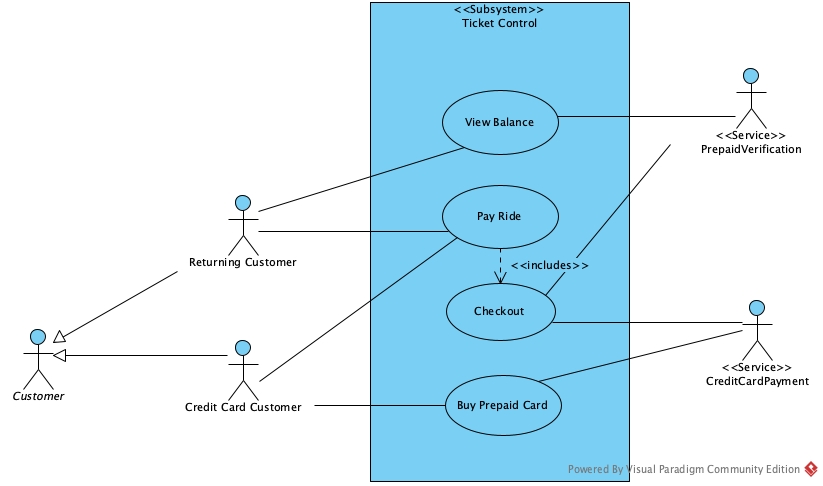 <<Subsystem>>
Ticket Control
View Balance
<<Service>>
PrepaidVerification
Pay Ride
Returning Customer
<<includes>>
Checkout
<<Service>>
CreditCardPayment
Customer
Credit Card Customer
Buy Prepaid Card
Powered By Visual Paradigm Community Edition